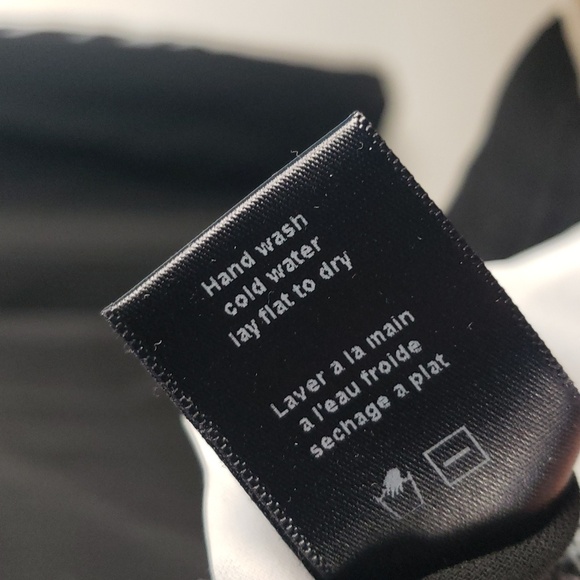 Hand wash
cold water
lay flat to dry
Laver a la main
a l'eau froide
sechage a plat